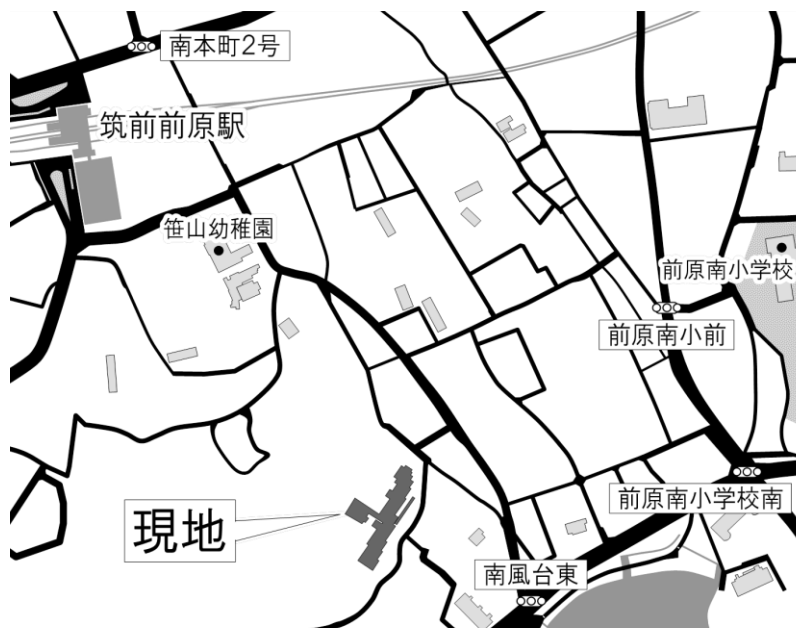 南本町2号
筑前前原駅
笹山幼稚園
前原南小学校
前原南小前
前原南小学校南
現地
南風台東